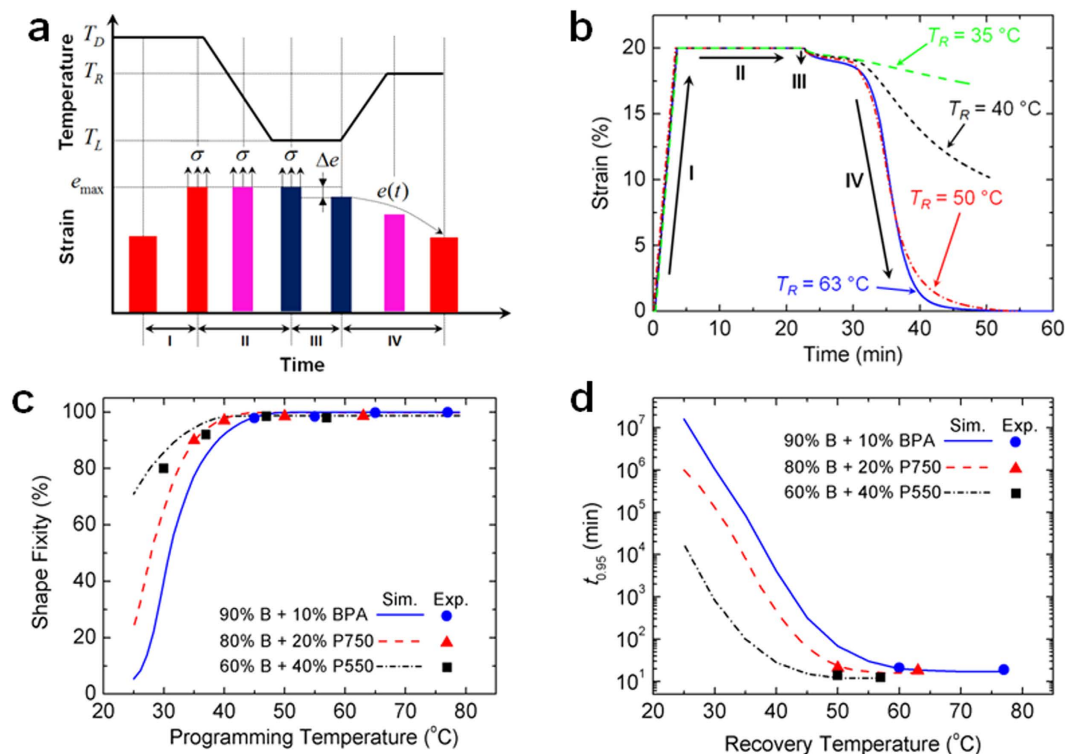 a
Temperature
T_D
T_R
T_L
σ
σ
σ
Δe
e_max
e(t)
Strain
I
II
III
IV
Time
b
Strain (%)
20
15
10
5
0
T_R = 35 °C
II
III
T_R = 40 °C
I
IV
T_R = 50 °C
T_R = 63 °C
0 10 20 30 40 50 60
Time (min)
c
Shape Fixity (%)
100
80
60
40
20
0
Sim. Exp.
90% B + 10% BPA
80% B + 20% P750
60% B + 40% P550
20 30 40 50 60 70 80
Programming Temperature (°C)
d
t_0.95 (min)
10^7
10^6
10^5
10^4
10^3
10^2
10^1
Sim. Exp.
90% B + 10% BPA
80% B + 20% P750
60% B + 40% P550
20 30 40 50 60 70 80
Recovery Temperature (°C)